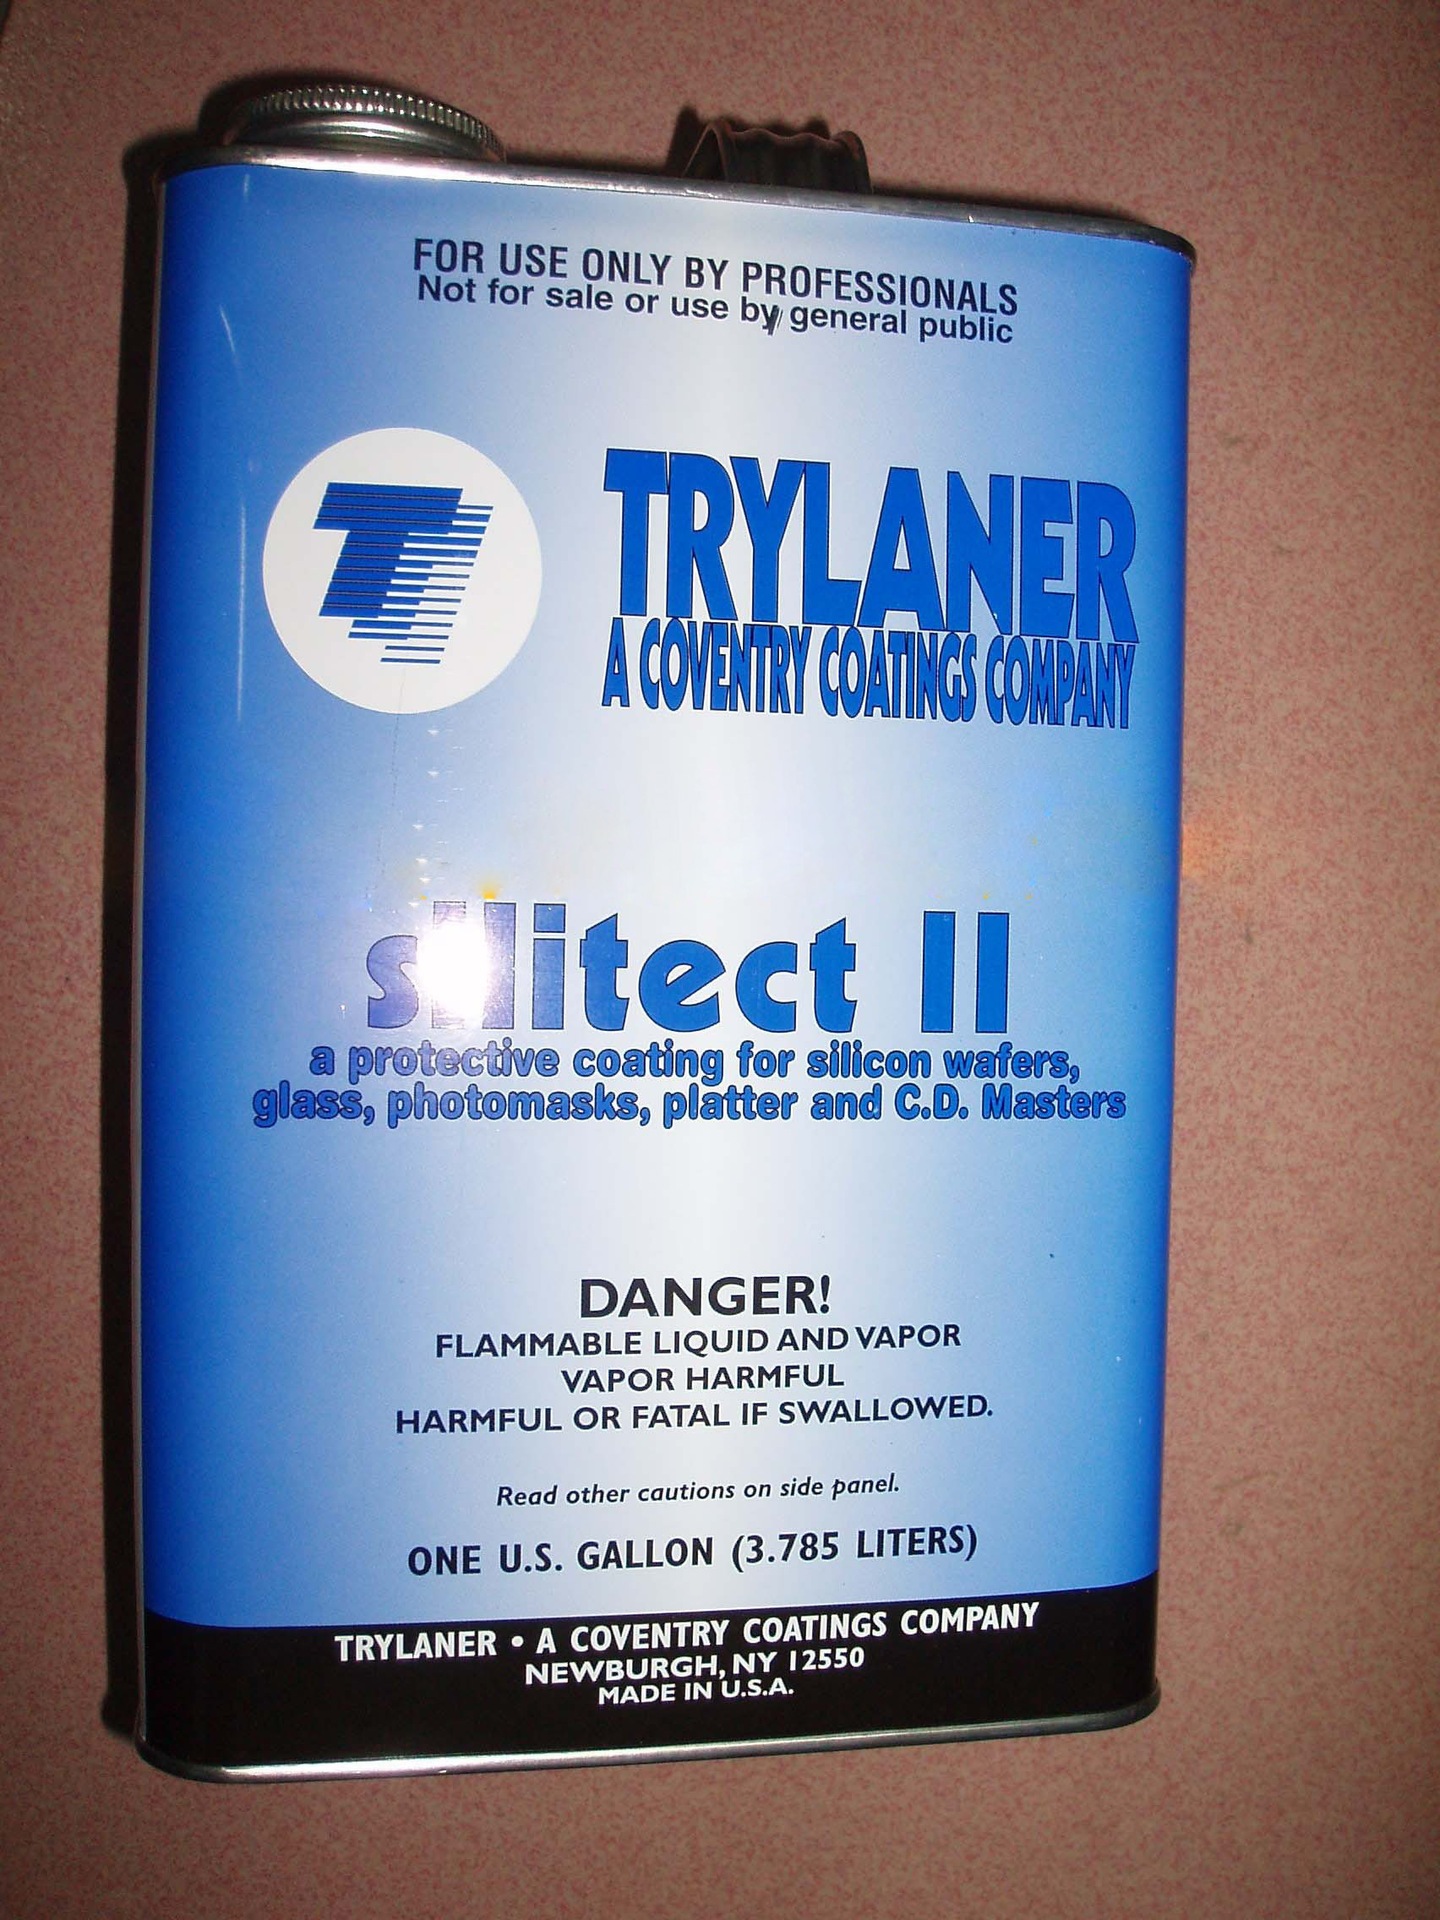 FOR USE ONLY BY PROFESSIONALS
Not for sale or use by general public
T
TRYLANER
A COVENTRY COATINGS COMPANY
silitect II
a protective coating for silicon wafers,
glass, photomasks, platter and C.D. Masters
DANGER!
FLAMMABLE LIQUID AND VAPOR
VAPOR HARMFUL
HARMFUL OR FATAL IF SWALLOWED.
Read other cautions on side panel.
ONE U.S. GALLON (3.785 LITERS)
TRYLANER • A COVENTRY COATINGS COMPANY
NEWBURGH, NY 12550
MADE IN U.S.A.